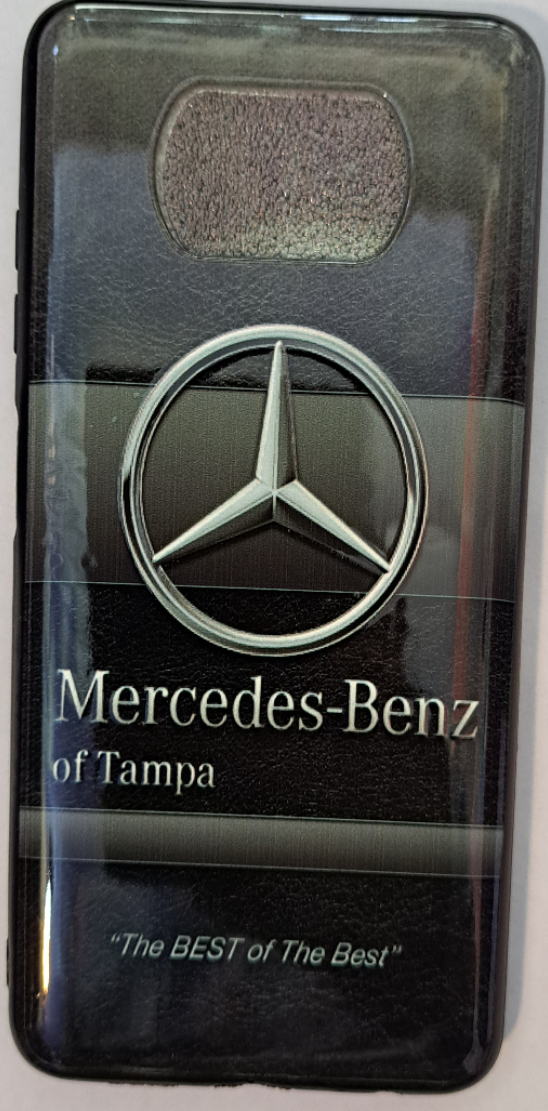 Mercedes-Benz
of Tampa
“The BEST of The Best”